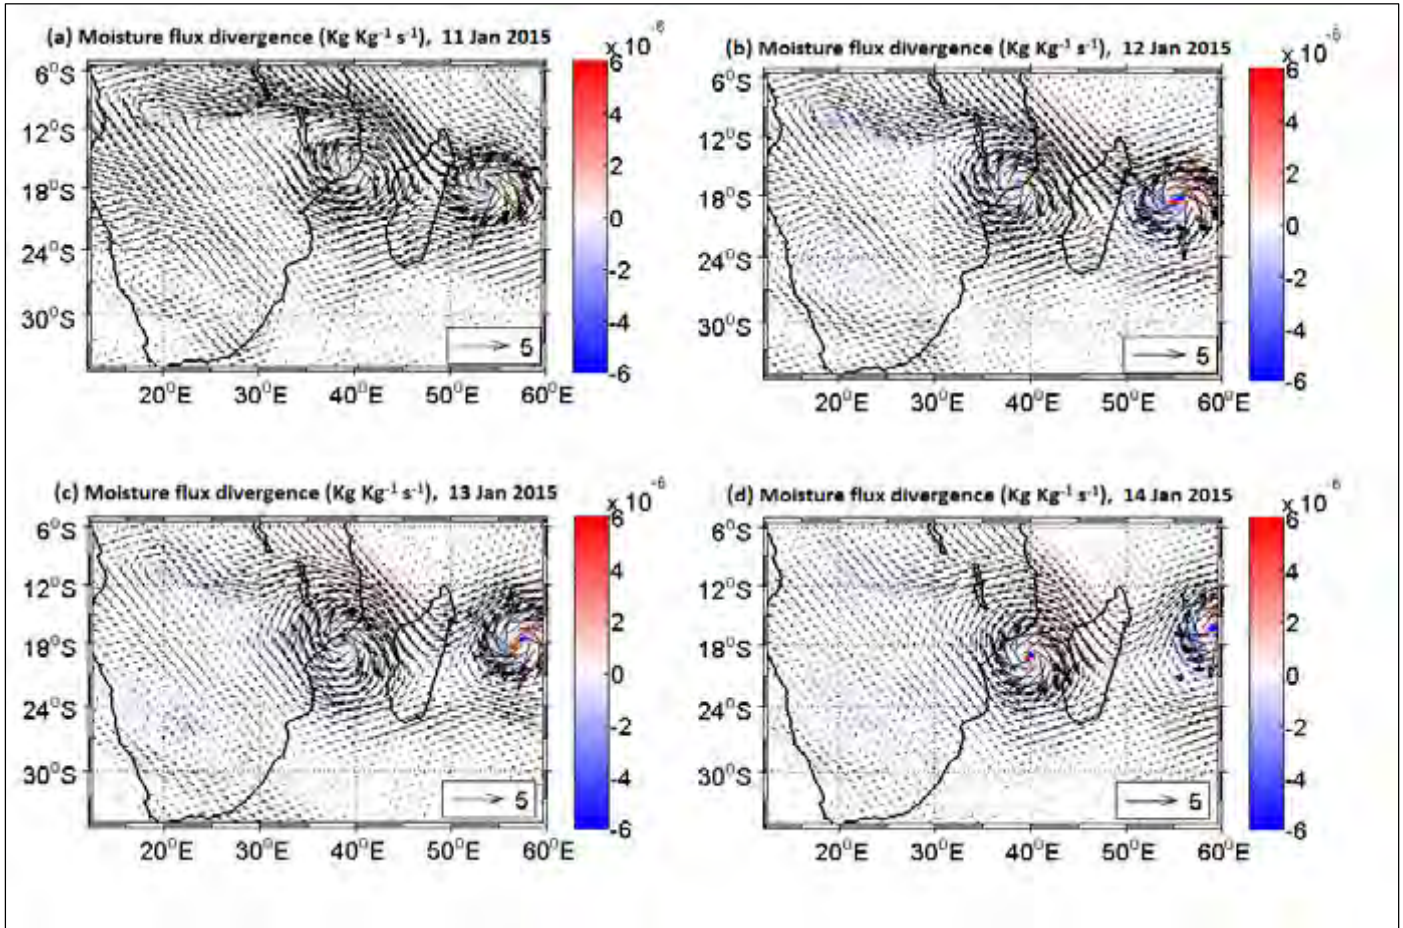 (a) Moisture flux divergence (Kg Kg⁻¹ s⁻¹), 11 Jan 2015
x 10⁻⁶
6°S
12°S
18°S
24°S
30°S
20°E 30°E 40°E 50°E 60°E
5
6
4
2
0
-2
-4
-6
(b) Moisture flux divergence (Kg Kg⁻¹ s⁻¹), 12 Jan 2015
x 10⁻⁶
6°S
12°S
18°S
24°S
30°S
20°E 30°E 40°E 50°E 60°E
5
6
4
2
0
-2
-4
-6
(c) Moisture flux divergence (Kg Kg⁻¹ s⁻¹), 13 Jan 2015
x 10⁻⁶
6°S
12°S
18°S
24°S
30°S
20°E 30°E 40°E 50°E 60°E
5
6
4
2
0
-2
-4
-6
(d) Moisture flux divergence (Kg Kg⁻¹ s⁻¹), 14 Jan 2015
x 10⁻⁶
6°S
12°S
18°S
24°S
30°S
20°E 30°E 40°E 50°E 60°E
5
6
4
2
0
-2
-4
-6